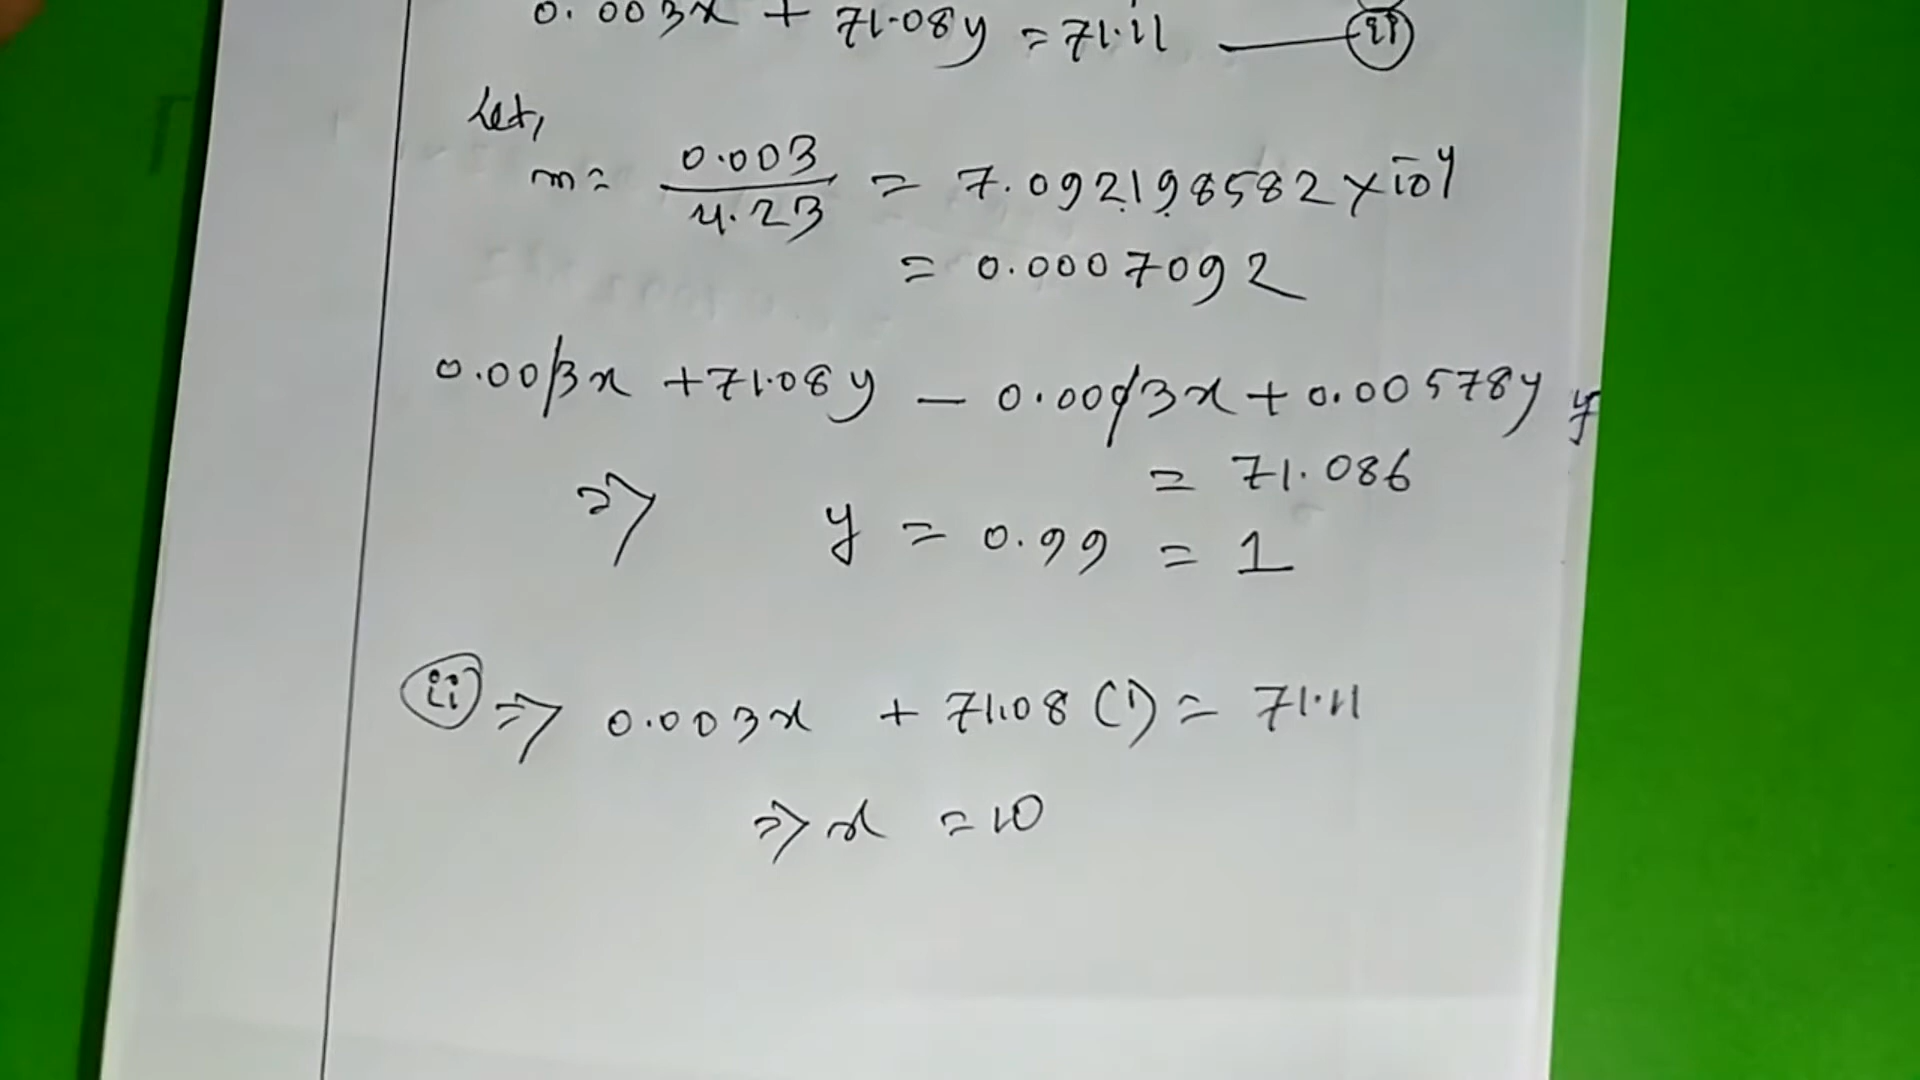 0.003x + 71.08y = 71.11 —— (ii)
Let,
m = 0.003/4.23 = 7.092198582 × 10⁻⁴
= 0.0007092
0.003x + 71.08y − 0.003x + 0.00578y
= 71.086
⇒ y = 0.99 = 1
(ii) ⇒ 0.003x + 71.08 (1) = 71.11
⇒ x = 10